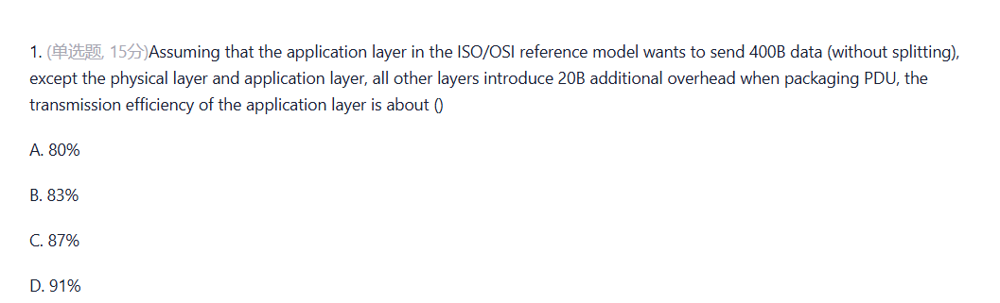 1. (单选题, 15分)Assuming that the application layer in the ISO/OSI reference model wants to send 400B data (without splitting),
except the physical layer and application layer, all other layers introduce 20B additional overhead when packaging PDU, the
transmission efficiency of the application layer is about ()
A. 80%
B. 83%
C. 87%
D. 91%